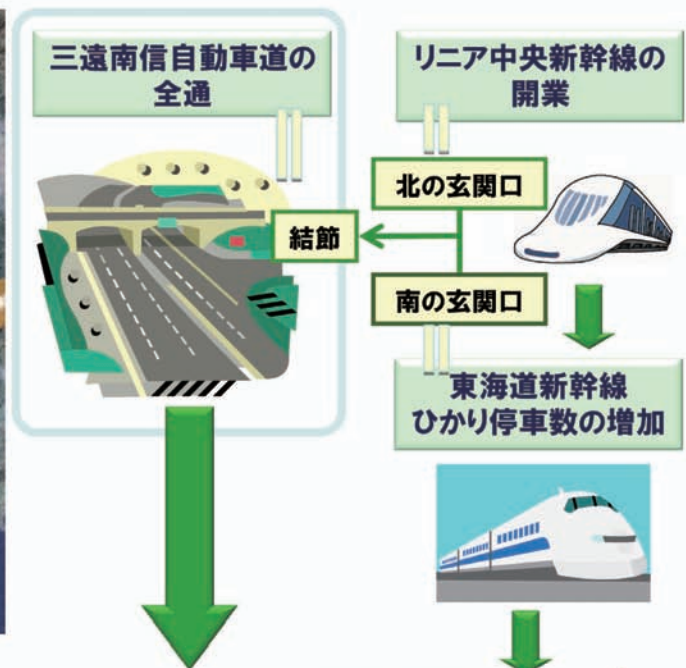 三遠南信自動車道の
全通
リニア中央新幹線の
開業
北の玄関口
結節
南の玄関口
東海道新幹線
ひかり停車数の増加